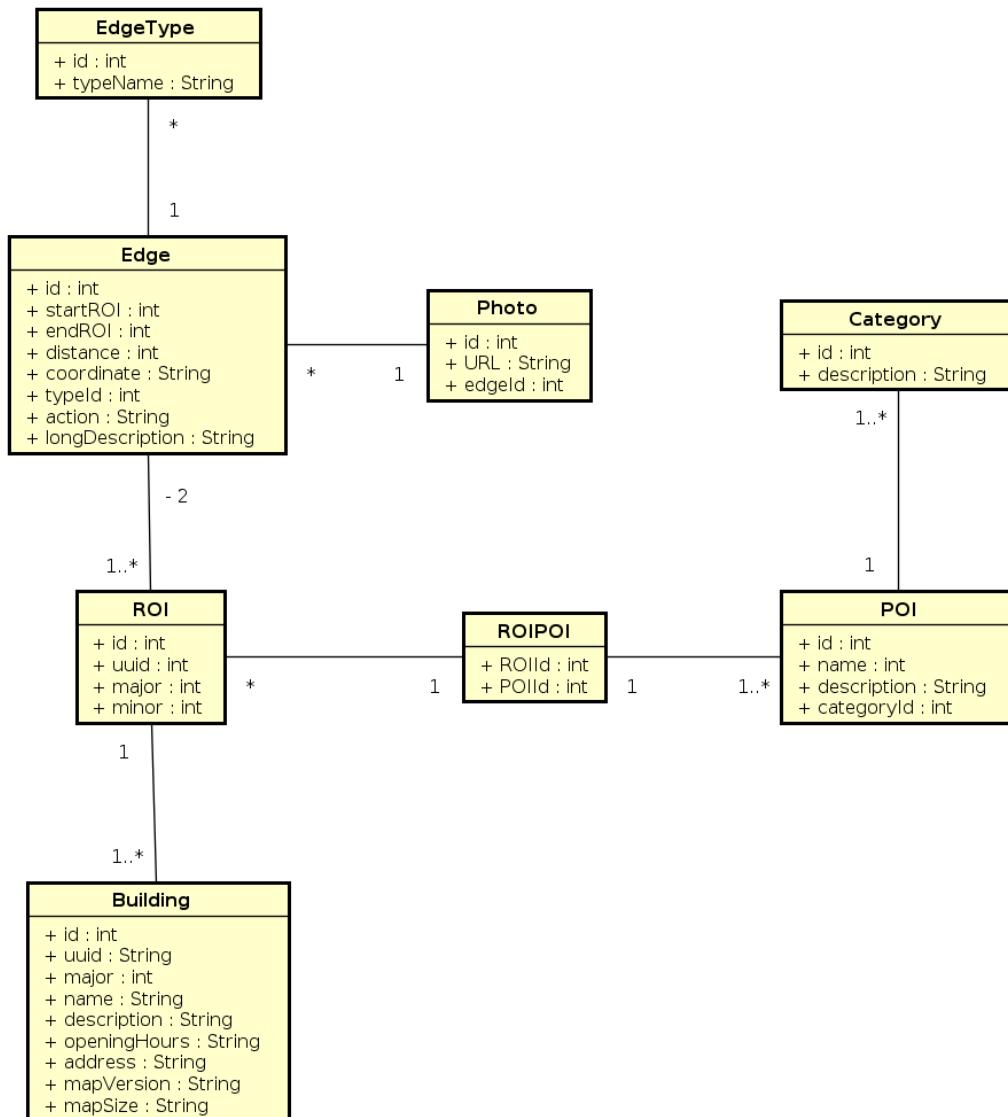 EdgeType
+ id : int
+ typeName : String
*
1
Edge
+ id : int
+ startROI : int
+ endROI : int
+ distance : int
+ coordinate : String
+ typeId : int
+ action : String
+ longDescription : String
*
1
Photo
+ id : int
+ URL : String
+ edgeId : int
Category
+ id : int
+ description : String
1..*
1
- 2
1..*
ROI
+ id : int
+ uuid : int
+ major : int
+ minor : int
*
1
ROIPOI
+ ROIId : int
+ POIId : int
1
1..*
POI
+ id : int
+ name : int
+ description : String
+ categoryId : int
1
1..*
Building
+ id : int
+ uuid : String
+ major : int
+ name : String
+ description : String
+ openingHours : String
+ address : String
+ mapVersion : String
+ mapSize : String